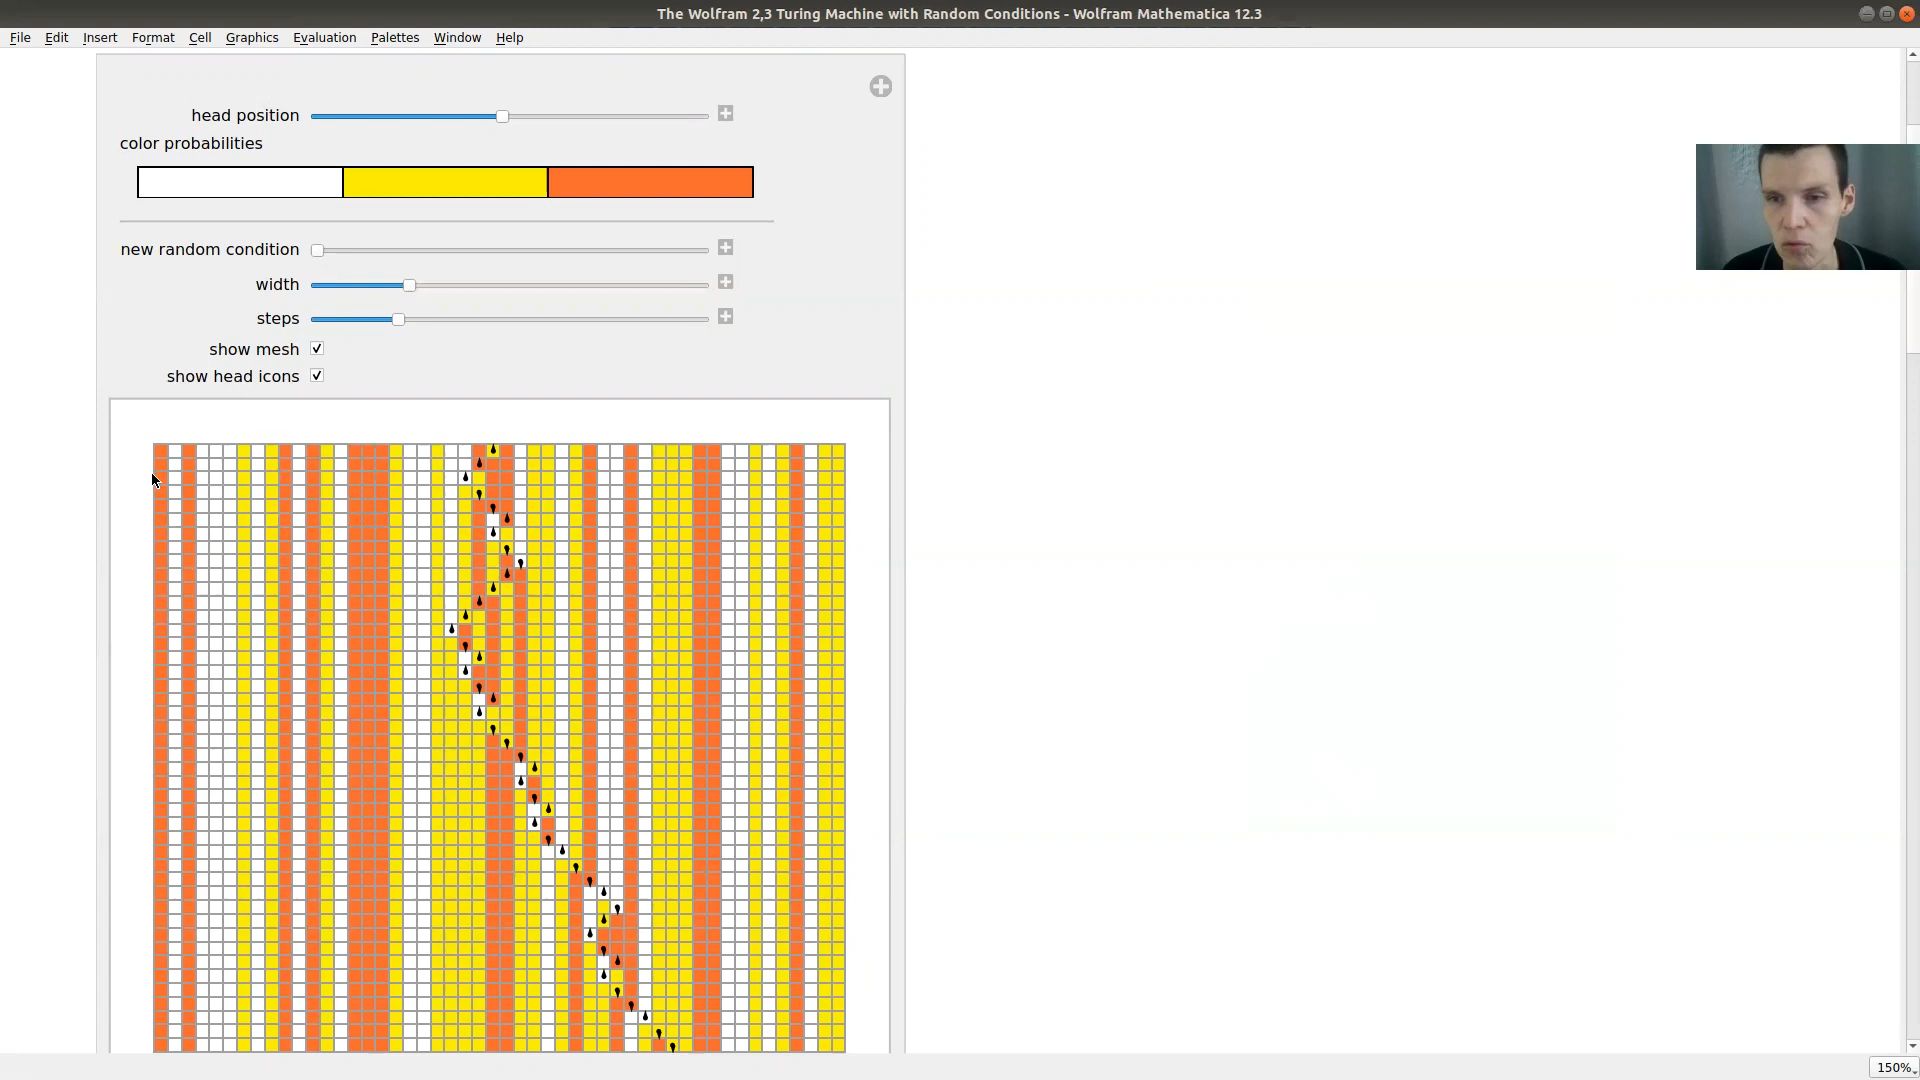 The Wolfram 2,3 Turing Machine with Random Conditions - Wolfram Mathematica 12.3
File Edit Insert Format Cell Graphics Evaluation Palettes Window Help
head position
color probabilities
new random condition
width
steps
show mesh
show head icons
150%